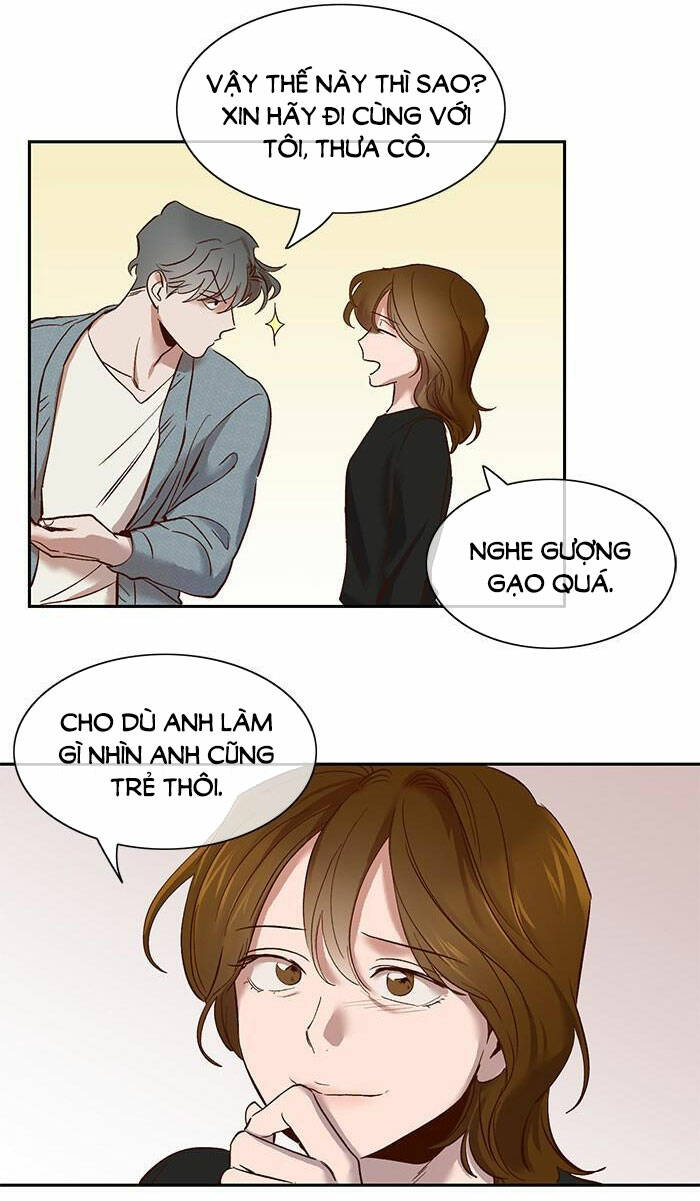 VẬY THẾ NÀY THÌ SAO?
XIN HÃY ĐI CÙNG VỚI
TÔI, THƯA CÔ.
NGHE GƯỢNG
GẠO QUÁ.
CHO DÙ ANH LÀM
GÌ NHÌN ANH CŨNG
TRẺ THÔI.